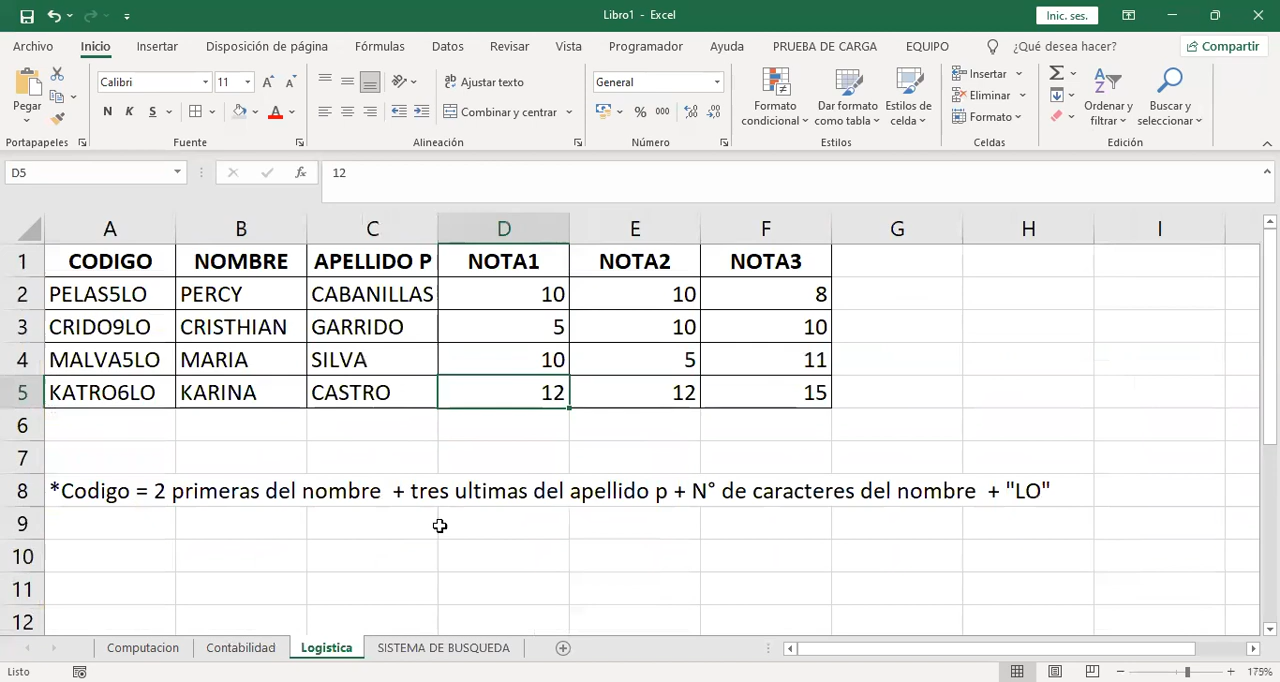 Libro1 - Excel
Inic. ses.
Archivo Inicio Insertar Disposición de página Fórmulas Datos Revisar Vista Programador Ayuda PRUEBA DE CARGA EQUIPO ¿Qué desea hacer? Compartir
Pegar
Calibri 11
N K S
Ajustar texto
Combinar y centrar
General
% 000
Formato condicional
Dar formato como tabla
Estilos de celda
Insertar
Eliminar
Formato
Ordenar y filtrar
Buscar y seleccionar
Portapapeles Fuente Alineación Número Estilos Celdas Edición
D5 fx 12
A B C D E F G H I
1 CODIGO NOMBRE APELLIDO P NOTA1 NOTA2 NOTA3
2 PELAS5LO PERCY CABANILLAS 10 10 8
3 CRIDO9LO CRISTHIAN GARRIDO 5 10 10
4 MALVA5LO MARIA SILVA 10 5 11
5 KATRO6LO KARINA CASTRO 12 12 15
6
7
8 *Codigo = 2 primeras del nombre + tres ultimas del apellido p + N° de caracteres del nombre + "LO"
9
10
11
12
Computacion Contabilidad Logistica SISTEMA DE BUSQUEDA
Listo 175%